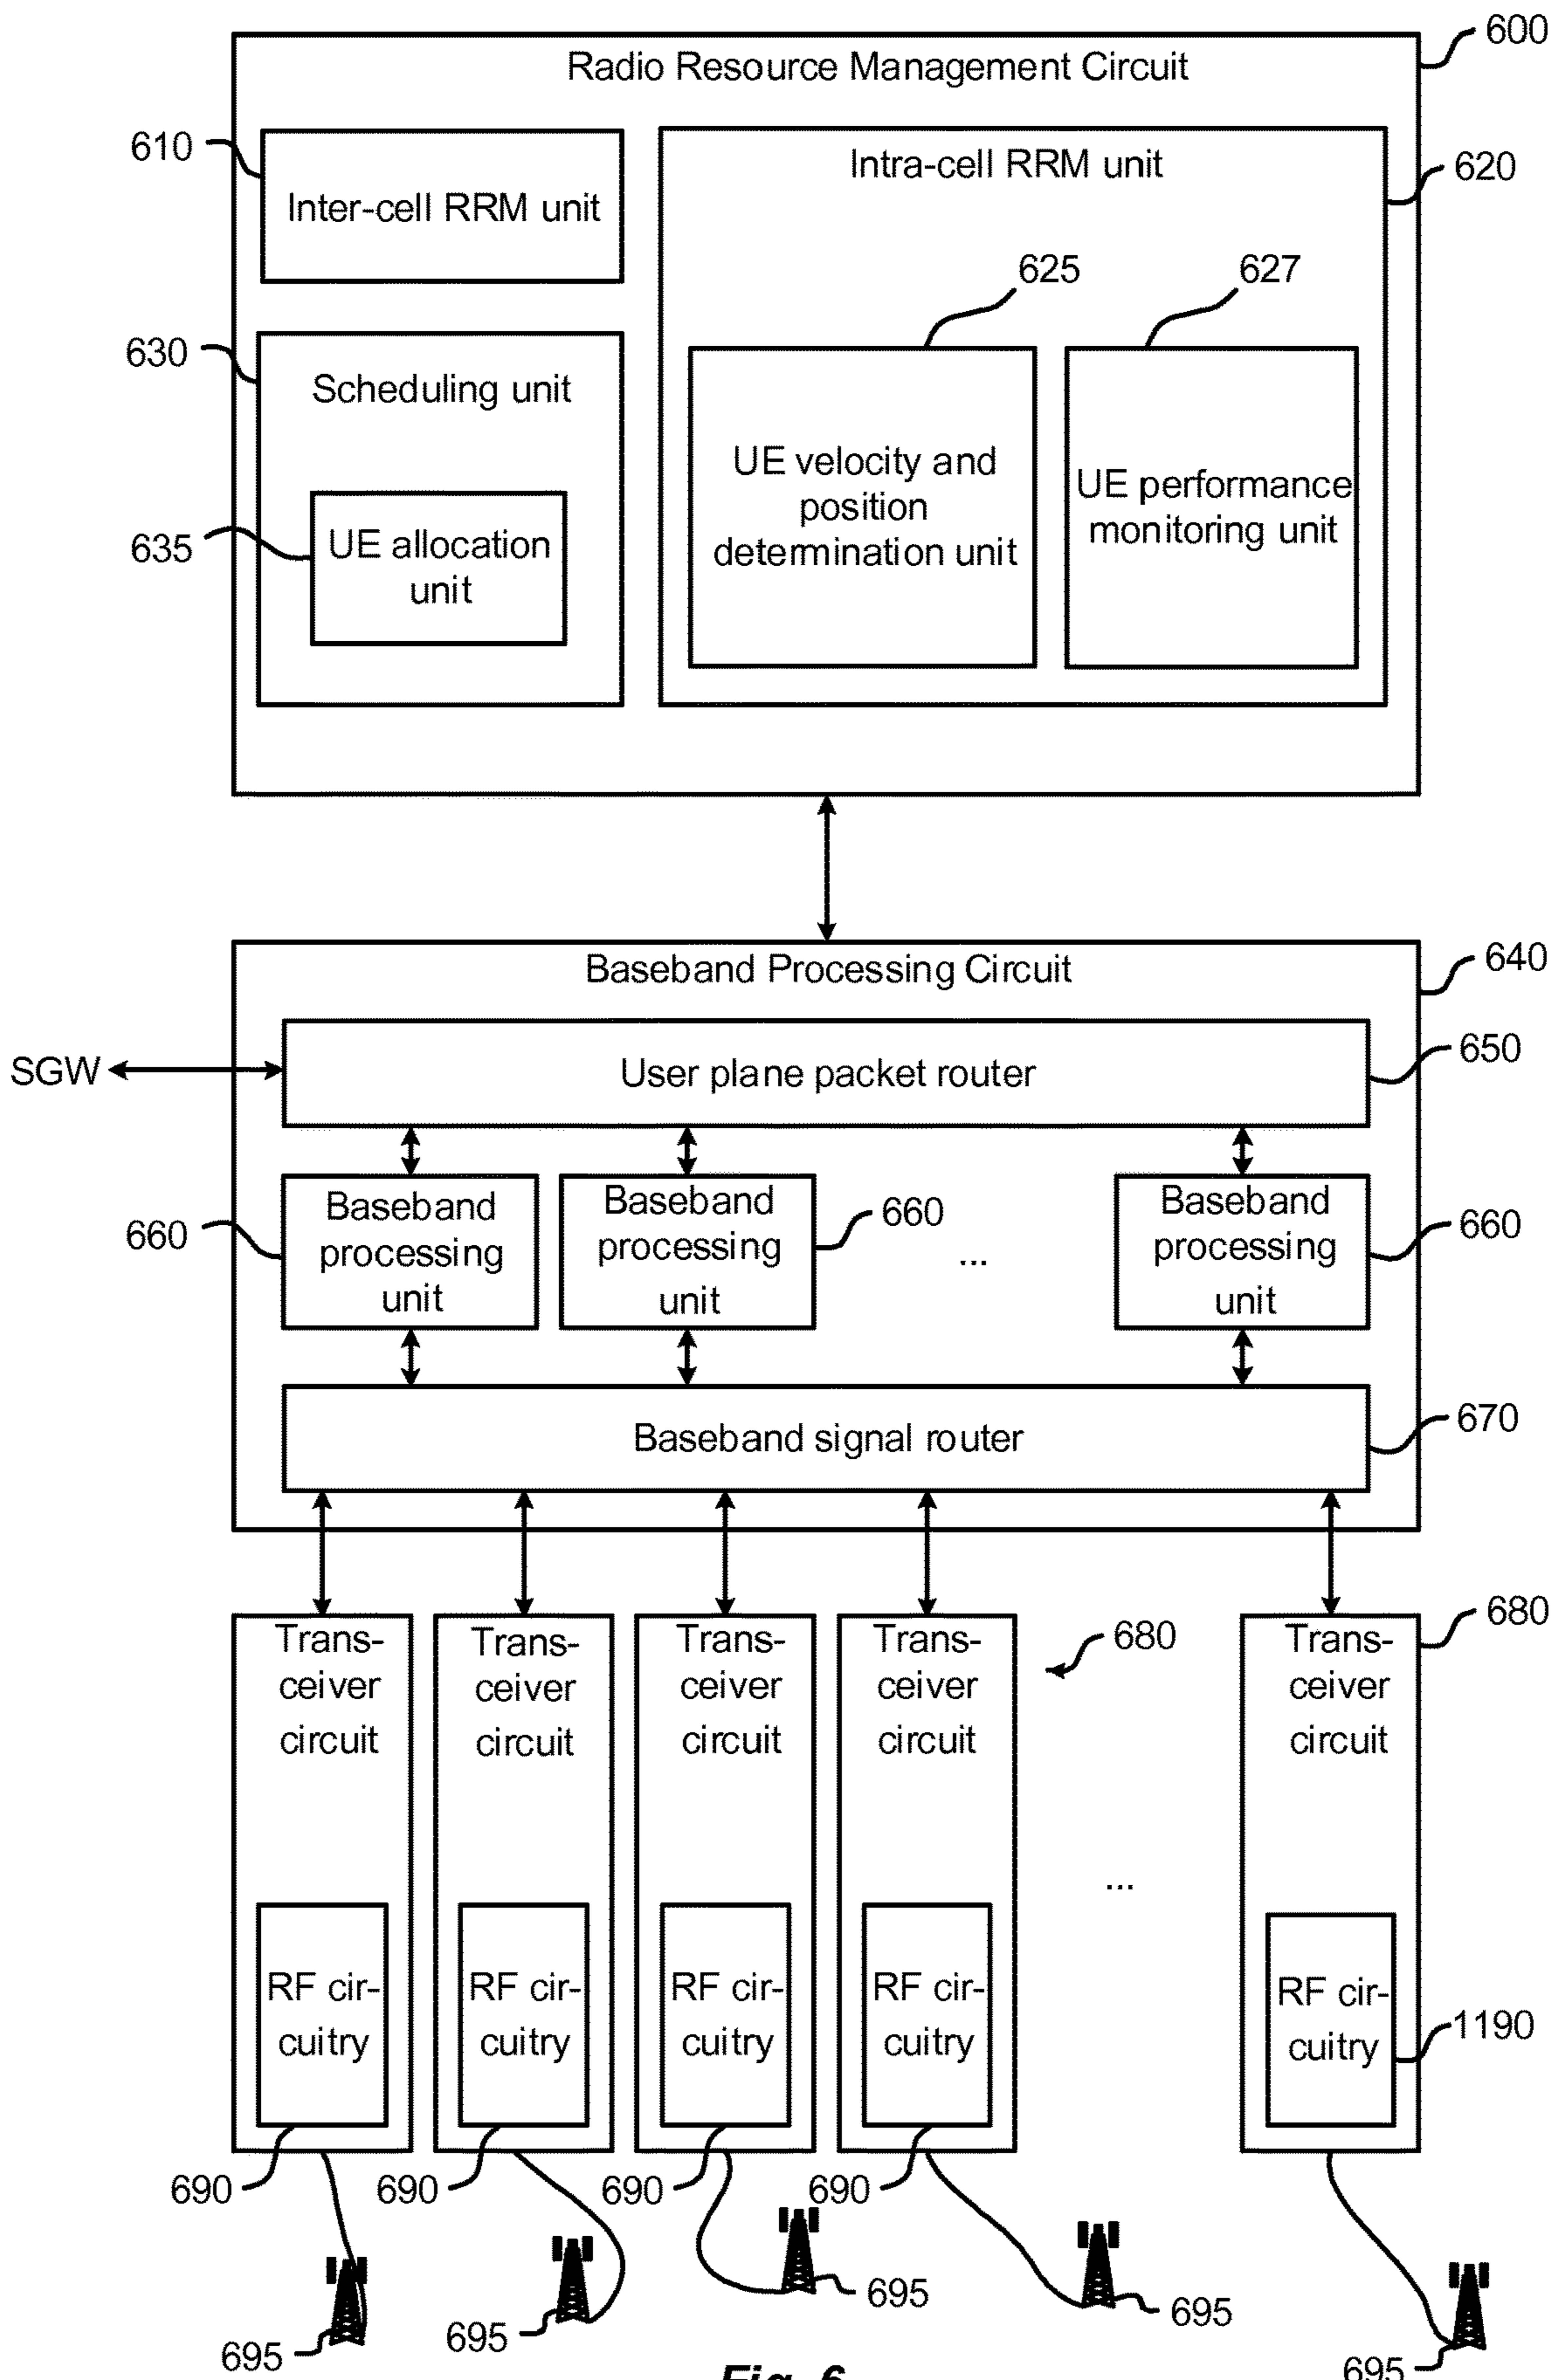 600
Radio Resource Management Circuit
610
Inter-cell RRM unit
Intra-cell RRM unit
620
625
627
630
Scheduling unit
635
UE allocation
unit
UE velocity and
position
determination unit
UE performance
monitoring unit
640
Baseband Processing Circuit
SGW
User plane packet router
650
660
Baseband
processing
unit
Baseband
processing
unit
660
...
Baseband
processing
unit
660
Baseband signal router
670
Trans-
ceiver
circuit
Trans-
ceiver
circuit
Trans-
ceiver
circuit
Trans-
ceiver
circuit
680
Trans-
ceiver
circuit
680
...
RF cir-
cuitry
RF cir-
cuitry
RF cir-
cuitry
RF cir-
cuitry
RF cir-
cuitry
1190
690
690
690
690
695
695
695
695
695
Fig. 6